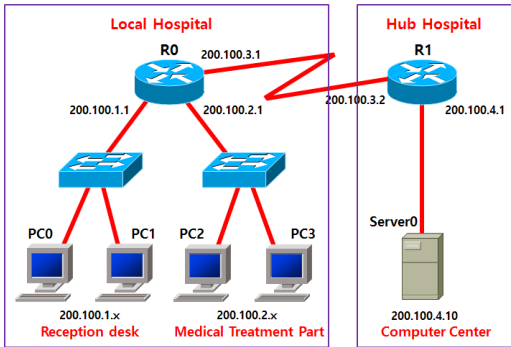 Local Hospital
Hub Hospital
R0
R1
200.100.3.1
200.100.3.2
200.100.1.1
200.100.2.1
200.100.4.1
PC0
PC1
PC2
PC3
Server0
200.100.1.x
200.100.2.x
200.100.4.10
Reception desk
Medical Treatment Part
Computer Center